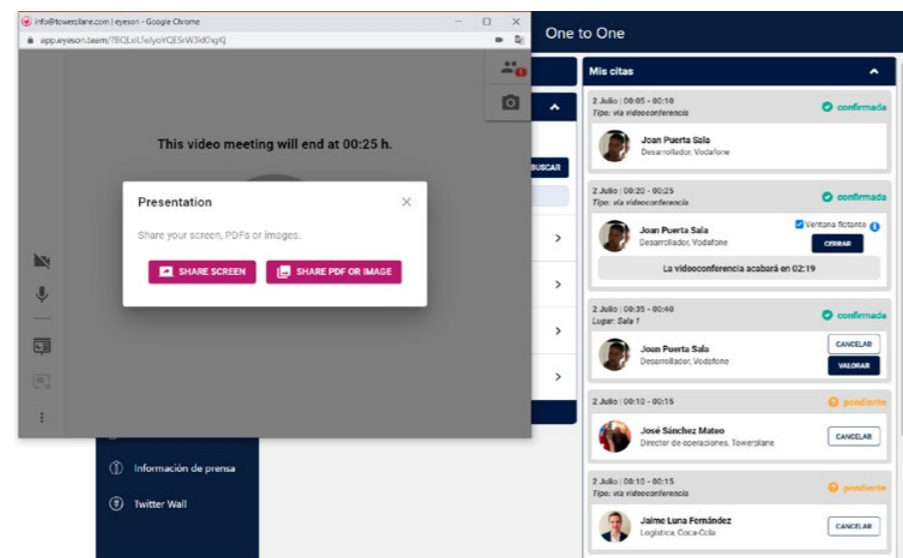 info@towerplane.com | eyeson - Google Chrome
This video meeting will end at 00:25 h.
Presentation
Share your screen, PDFs or images.
SHARE SCREEN
SHARE PDF OR IMAGE
Información de prensa
Twitter Wall
One to One
BUSCAR
Mis citas
2 Julio | 00:05 - 00:10
Tipo: vía videoconferencia
confirmada
Joan Puerta Sala
Desarrollador, Vodafone
2 Julio | 00:20 - 00:25
Tipo: vía videoconferencia
confirmada
Joan Puerta Sala
Desarrollador, Vodafone
Ventana flotante
CERRAR
La videoconferencia acabará en 02:19
2 Julio | 00:35 - 00:40
Lugar: Sala 1
confirmada
Joan Puerta Sala
Desarrollador, Vodafone
CANCELAR
VALORAR
2 Julio | 00:10 - 00:15
pendiente
José Sánchez Mateo
Director de operaciones, Towerplane
CANCELAR
2 Julio | 00:10 - 00:15
Tipo: vía videoconferencia
pendiente
Jaime Luna Fernández
Logística, Coca-Cola
CANCELAR